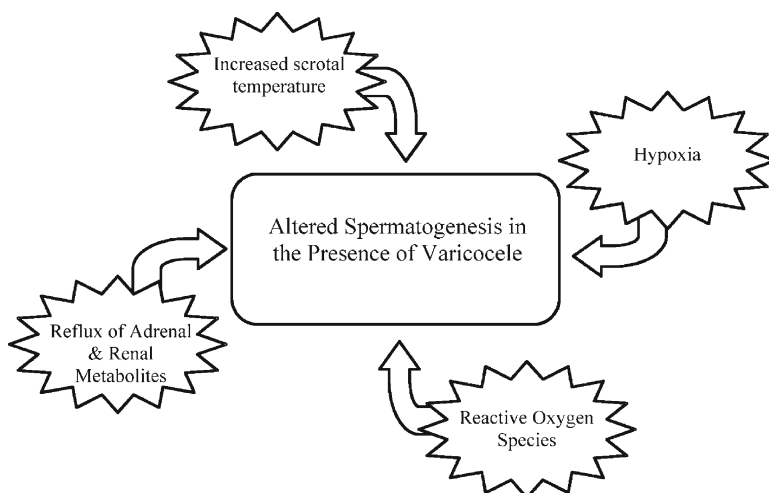 Increased scrotal
temperature
Hypoxia
Altered Spermatogenesis in
the Presence of Varicocele
Reflux of Adrenal
& Renal
Metabolites
Reactive Oxygen
Species